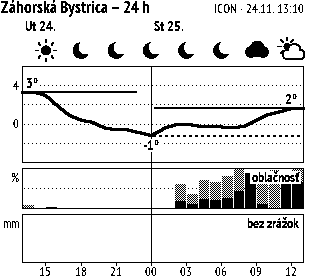 Záhorská Bystrica – 24 h
ICON · 24.11. 13:10
Ut 24.
St 25.
4
3°
2°
0
-1°
%
oblačnosť
mm
bez zrážok
15 18 21 00 03 06 09 12